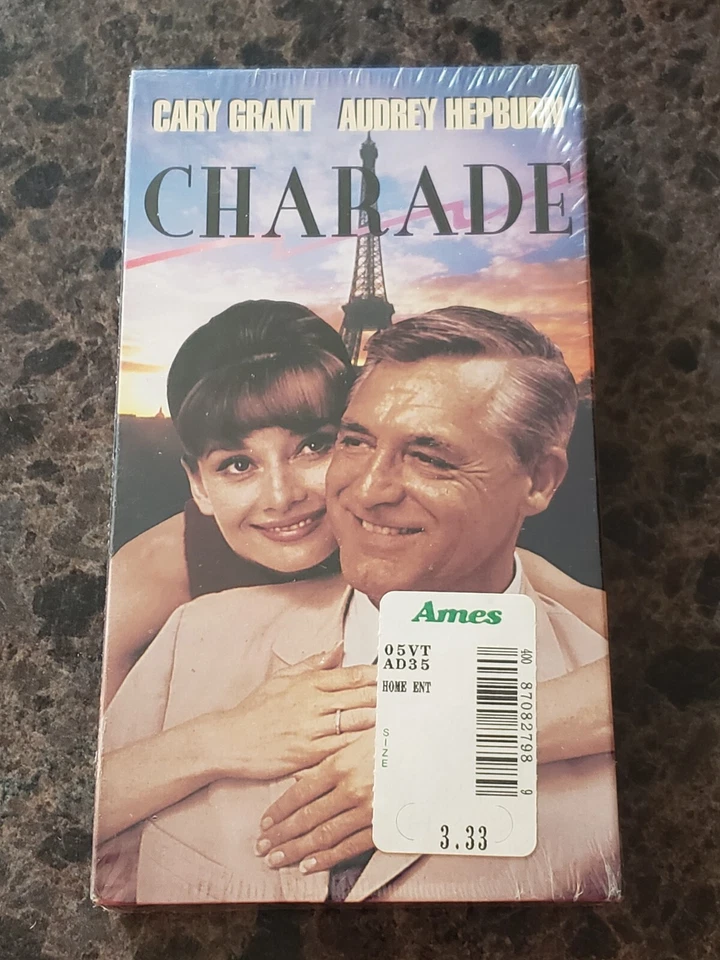 CARY GRANT AUDREY HEPBURN
CHARADE
Ames
05VT
AD35
HOME ENT
SIZE
400 87082798 9
3.33